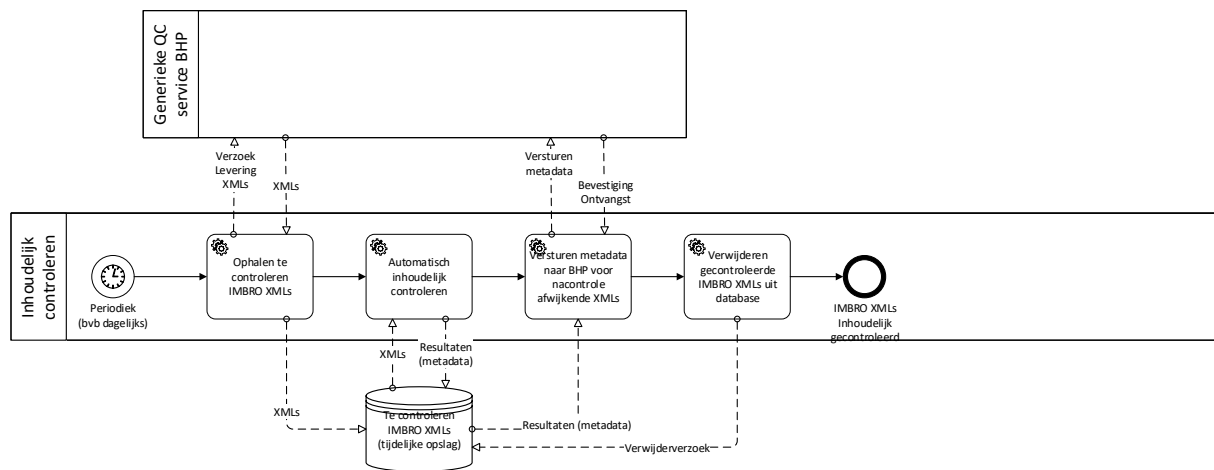 Generieke QC
service BHP
Verzoek
Levering
XMLs
XMLs
Versturen
metadata
Bevestiging
Ontvangst
Inhoudelijk
controleren
Periodiek
(bvb dagelijks)
Ophalen te
controleren
IMBRO XMLs
Automatisch
inhoudelijk
controleren
Versturen metadata
naar BHP voor
nacontrole
afwijkende XMLs
Verwijderen
gecontroleerde
IMBRO XMLs uit
database
IMBRO XMLs
Inhoudelijk
gecontroleerd
XMLs
Resultaten
(metadata)
XMLs
Te controleren
IMBRO XMLs
(tijdelijke opslag)
Resultaten (metadata)
Verwijderverzoek